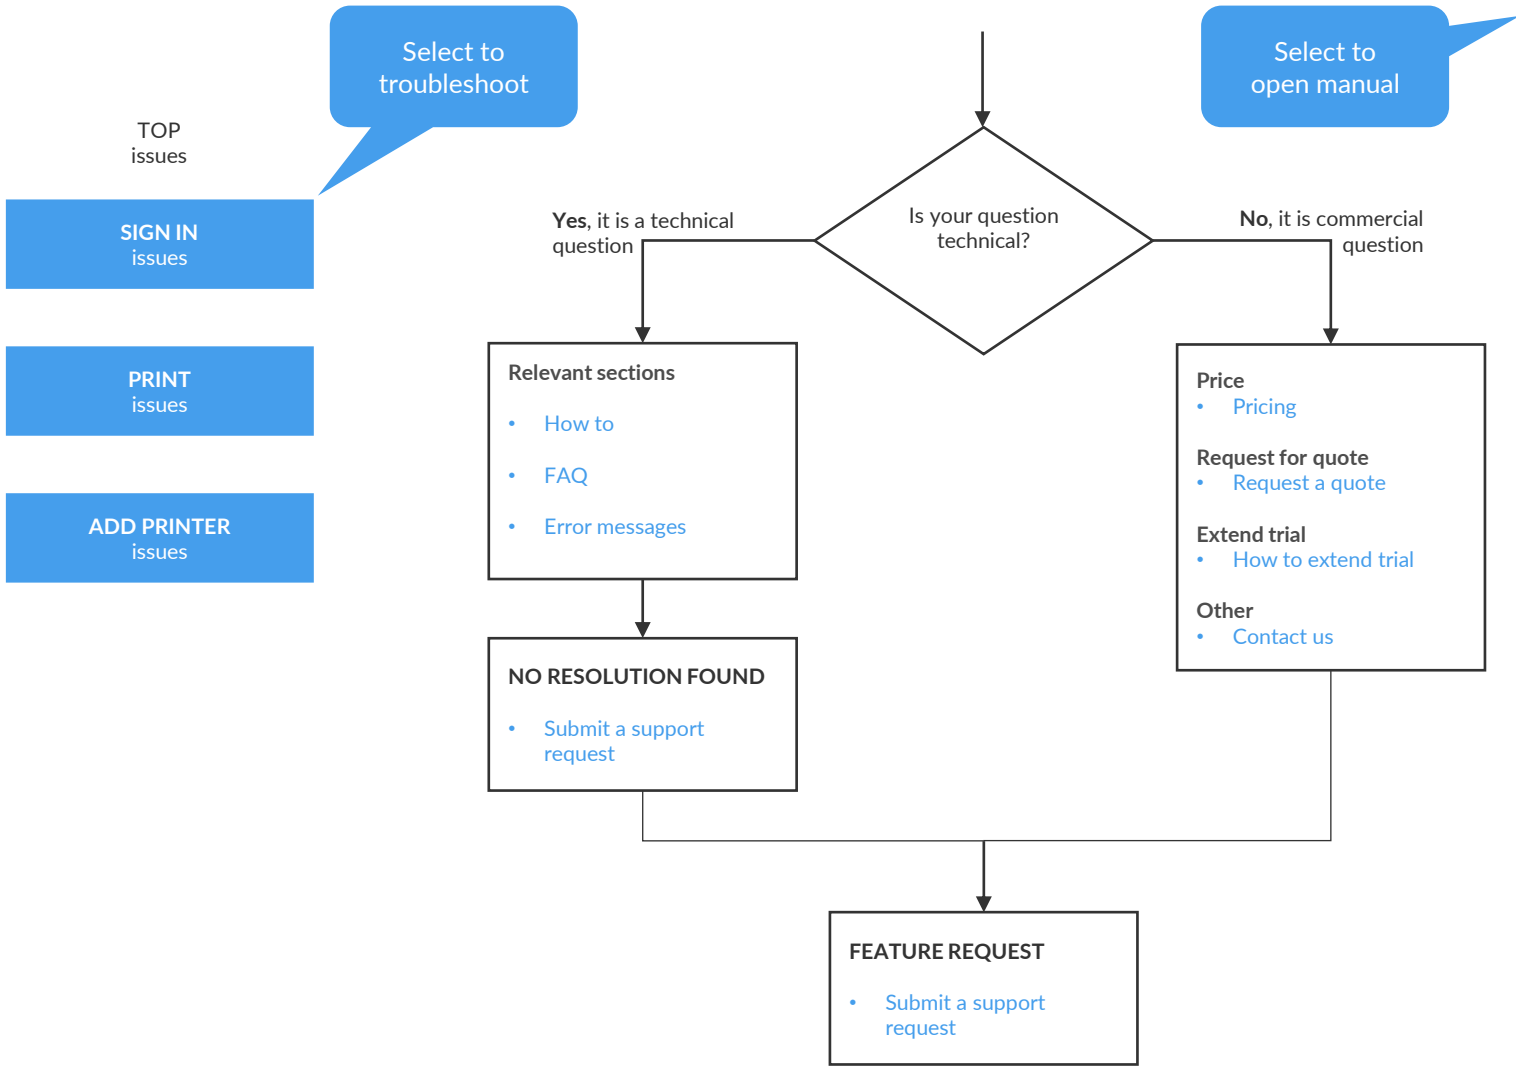 Select to
troubleshoot
Select to
open manual
TOP
issues
SIGN IN
issues
PRINT
issues
ADD PRINTER
issues
Is your question
technical?
Yes, it is a technical
question
No, it is commercial
question
Relevant sections
• How to
• FAQ
• Error messages
NO RESOLUTION FOUND
• Submit a support
request
Price
• Pricing
Request for quote
• Request a quote
Extend trial
• How to extend trial
Other
• Contact us
FEATURE REQUEST
• Submit a support
request